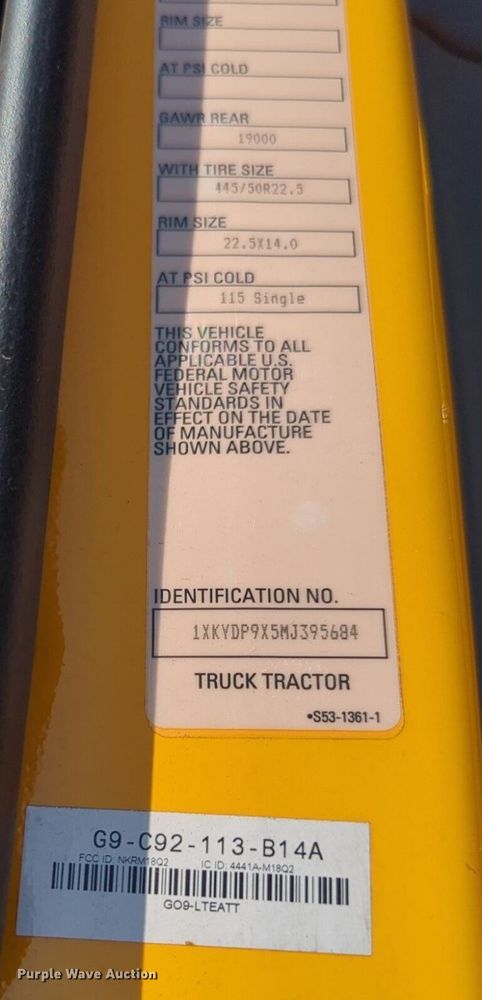 RIM SIZE
AT PSI COLD
GAWR REAR
19000
WITH TIRE SIZE
445/50R22.5
RIM SIZE
22.5X14.0
AT PSI COLD
115 Single
THIS VEHICLE
CONFORMS TO ALL
APPLICABLE U.S.
FEDERAL MOTOR
VEHICLE SAFETY
STANDARDS IN
EFFECT ON THE DATE
OF MANUFACTURE
SHOWN ABOVE.
IDENTIFICATION NO.
1XKYDP9X5MJ395684
TRUCK TRACTOR
•S53-1361-1
G9-C92-113-B14A
FCC ID: NKRM18Q2 IC ID: 4441A-M18Q2
GO9-LTEATT
Purple Wave Auction